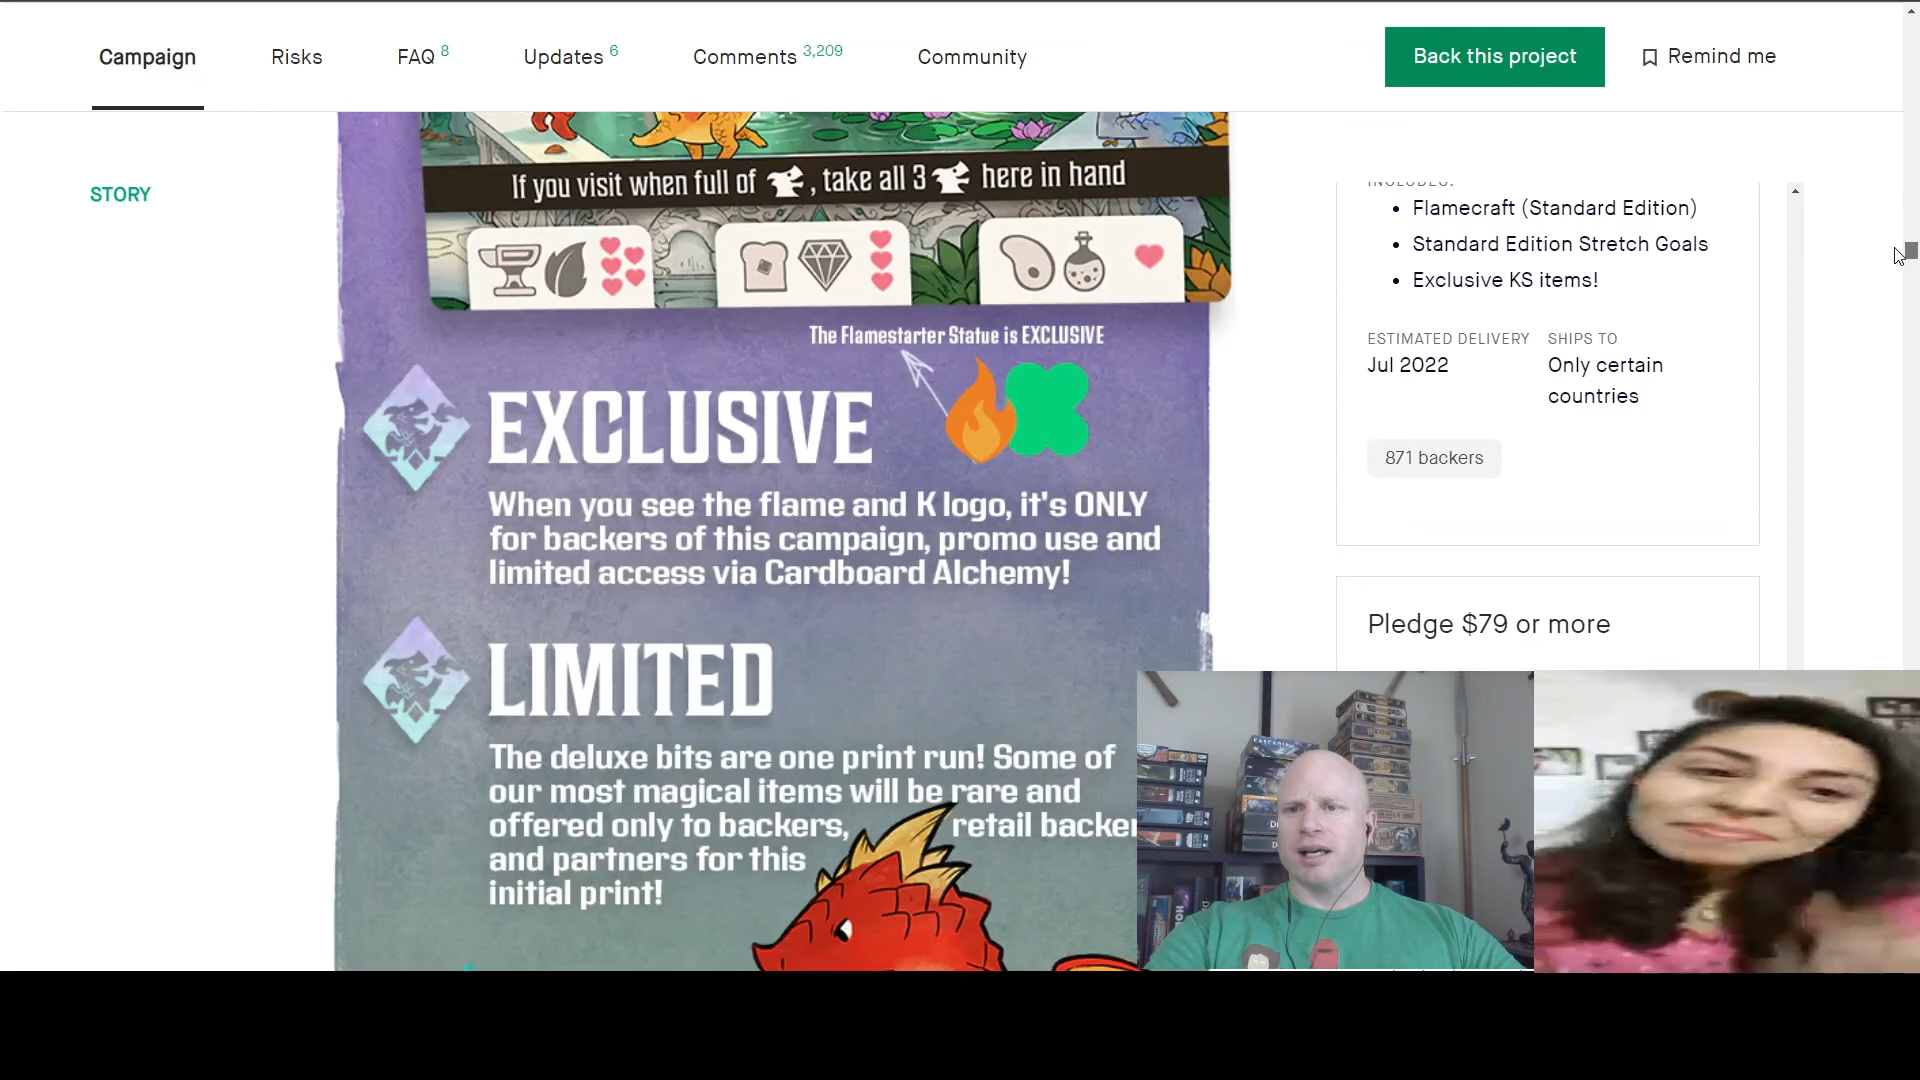 Campaign
Risks
FAQ 8
Updates 6
Comments 3,209
Community
Back this project
Remind me
STORY
If you visit when full of , take all 3 here in hand
The Flamestarter Statue is EXCLUSIVE
EXCLUSIVE
When you see the flame and K logo, it's ONLY
for backers of this campaign, promo use and
limited access via Cardboard Alchemy!
LIMITED
The deluxe bits are one print run! Some of
our most magical items will be rare and
offered only to backers, retail backer
and partners for this
initial print!
INCLUDES:
• Flamecraft (Standard Edition)
• Standard Edition Stretch Goals
• Exclusive KS items!
ESTIMATED DELIVERY
Jul 2022
SHIPS TO
Only certain
countries
871 backers
Pledge $79 or more
CASCADIA